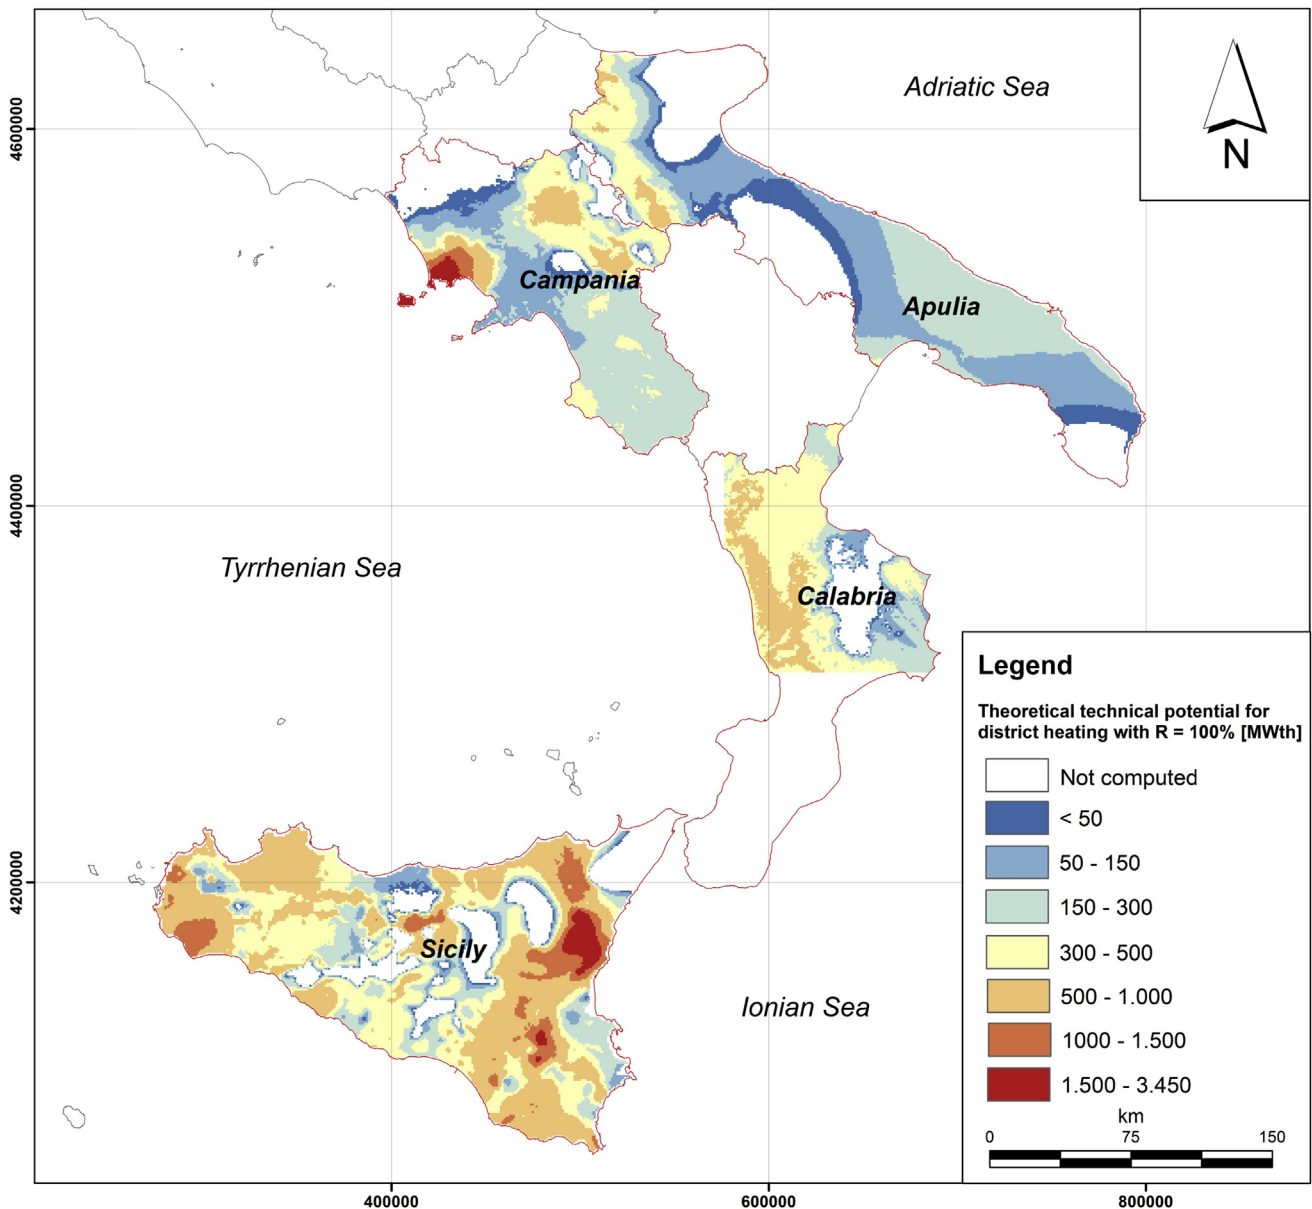 Adriatic Sea
N
4600000
Campania
Apulia
4400000
Tyrrhenian Sea
Calabria
Legend
Theoretical technical potential for
district heating with R = 100% [MWth]
Not computed
< 50
50 - 150
150 - 300
300 - 500
500 - 1.000
1000 - 1.500
1.500 - 3.450
km
0 75 150
4200000
Sicily
Ionian Sea
400000 600000 800000